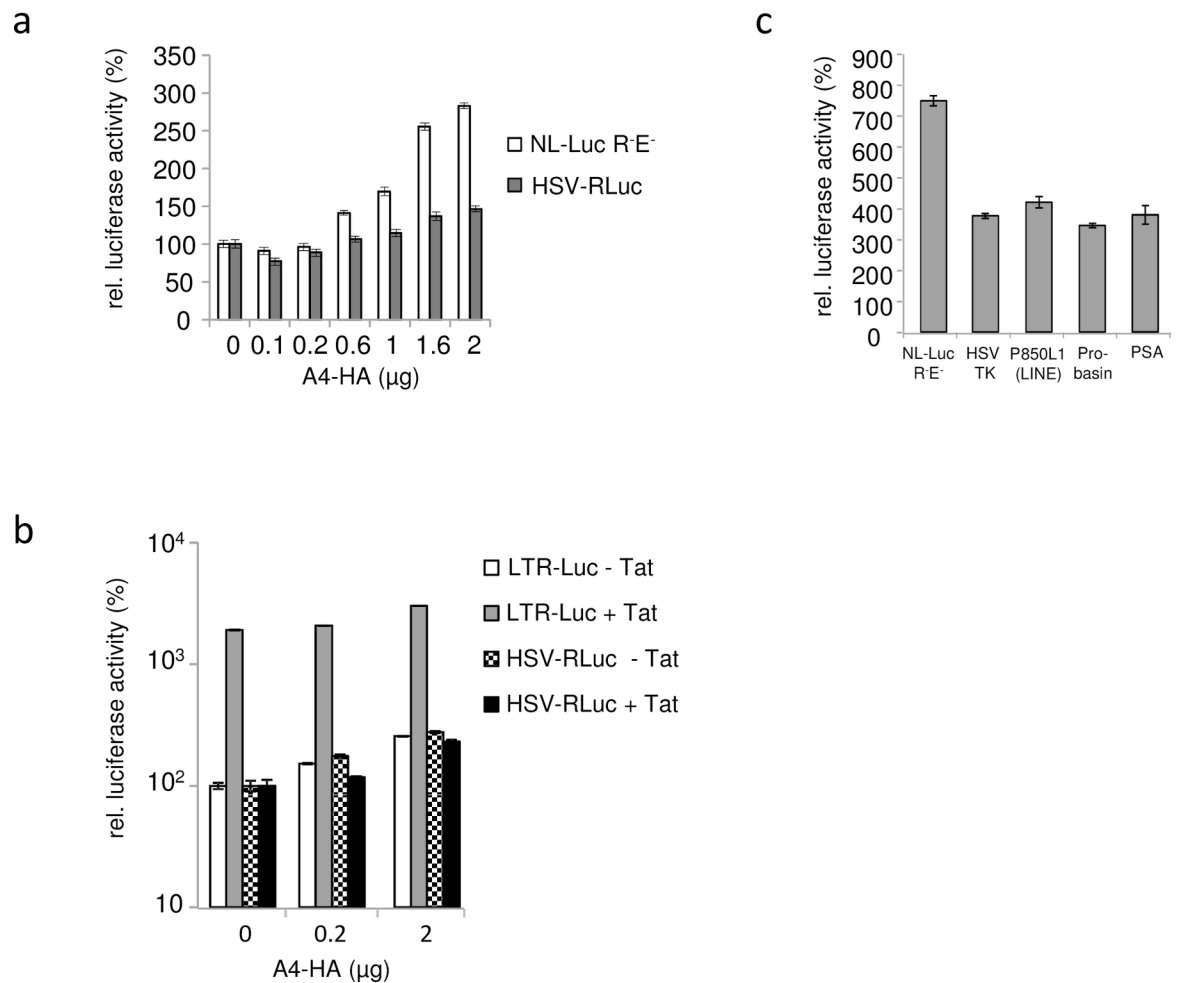 a
rel. luciferase activity (%)
350
300
250
200
150
100
50
0
0 0.1 0.2 0.6 1 1.6 2
A4-HA (μg)
NL-Luc R⁻E⁻
HSV-RLuc
c
rel. luciferase activity (%)
900
800
700
600
500
400
300
200
100
0
NL-Luc HSV P850L1 Pro- PSA
R⁻E⁻ TK (LINE) basin
b
rel. luciferase activity (%)
10⁴
10³
10²
10
0 0.2 2
A4-HA (μg)
LTR-Luc - Tat
LTR-Luc + Tat
HSV-RLuc - Tat
HSV-RLuc + Tat